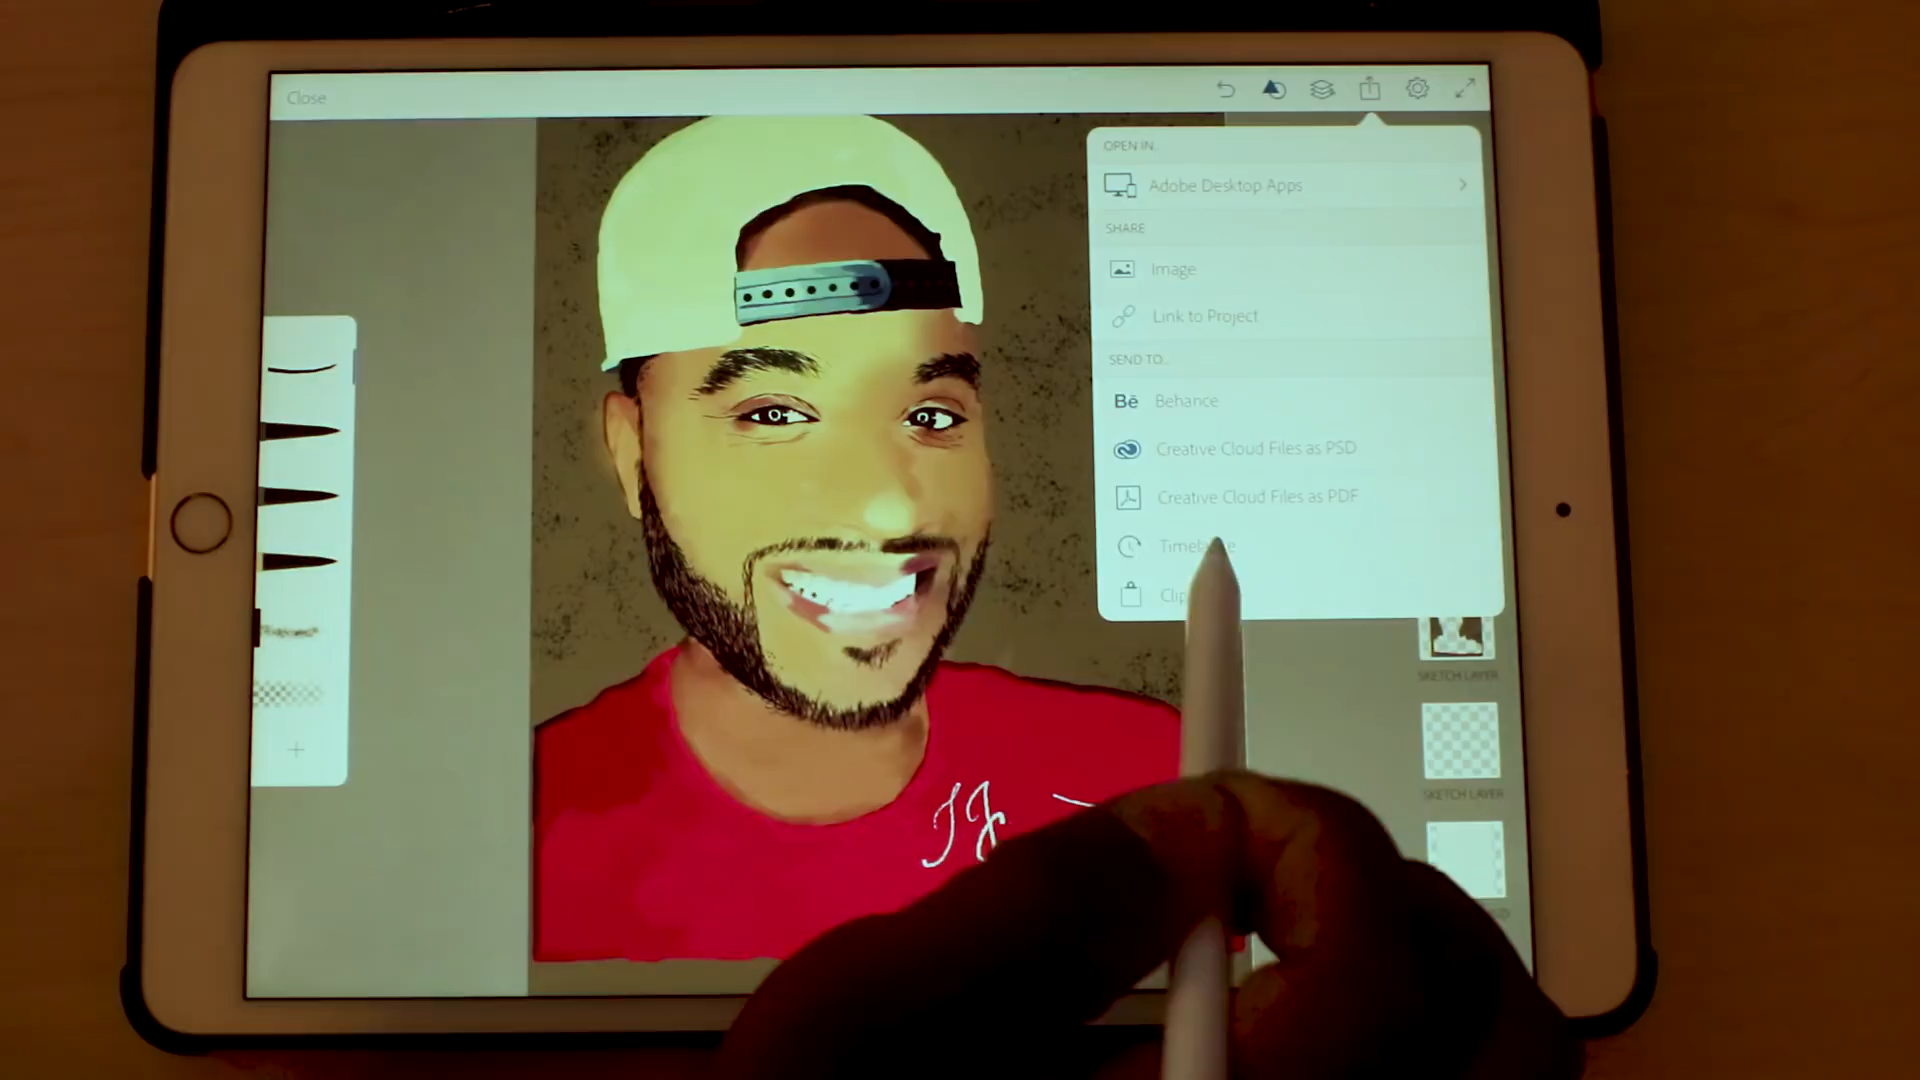 Close
OPEN IN
Adobe Desktop Apps
SHARE
Image
Link to Project
SEND TO...
Bē Behance
Creative Cloud Files as PSD
Creative Cloud Files as PDF
SKETCH LAYER
SKETCH LAYER